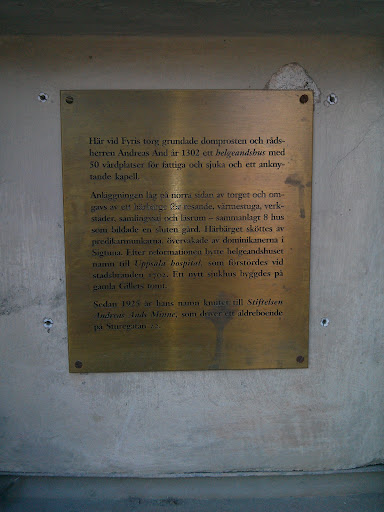 Här vid Fyris torg grundade domprosten och råds-
herren Andreas And år 1302 ett helgeandshus med
30 vårdplatser för fattiga och sjuka och ett ankny-
tande kapell.
Anläggningen låg på norra sidan av torget och om-
gavs av ett härbärge för resande, värmestuga, verk-
städer, samlingssal och läsrum – sammanlagt 8 hus
som bildade en sluten gård. Härbärget sköttes av
predikarmunkarna, övervakade av dominikanerna i
Sigtuna. Efter reformationen bytte helgeandshuset
namn till Uppsala hospital, som förstördes vid
stadsbranden 1702. Ett nytt sjukhus byggdes på
gamla Gillets tomt.
Sedan 1925 är hans namn knutet till Stiftelsen
Andreas Ands Minne, som driver ett äldreboende
på Sturegatan